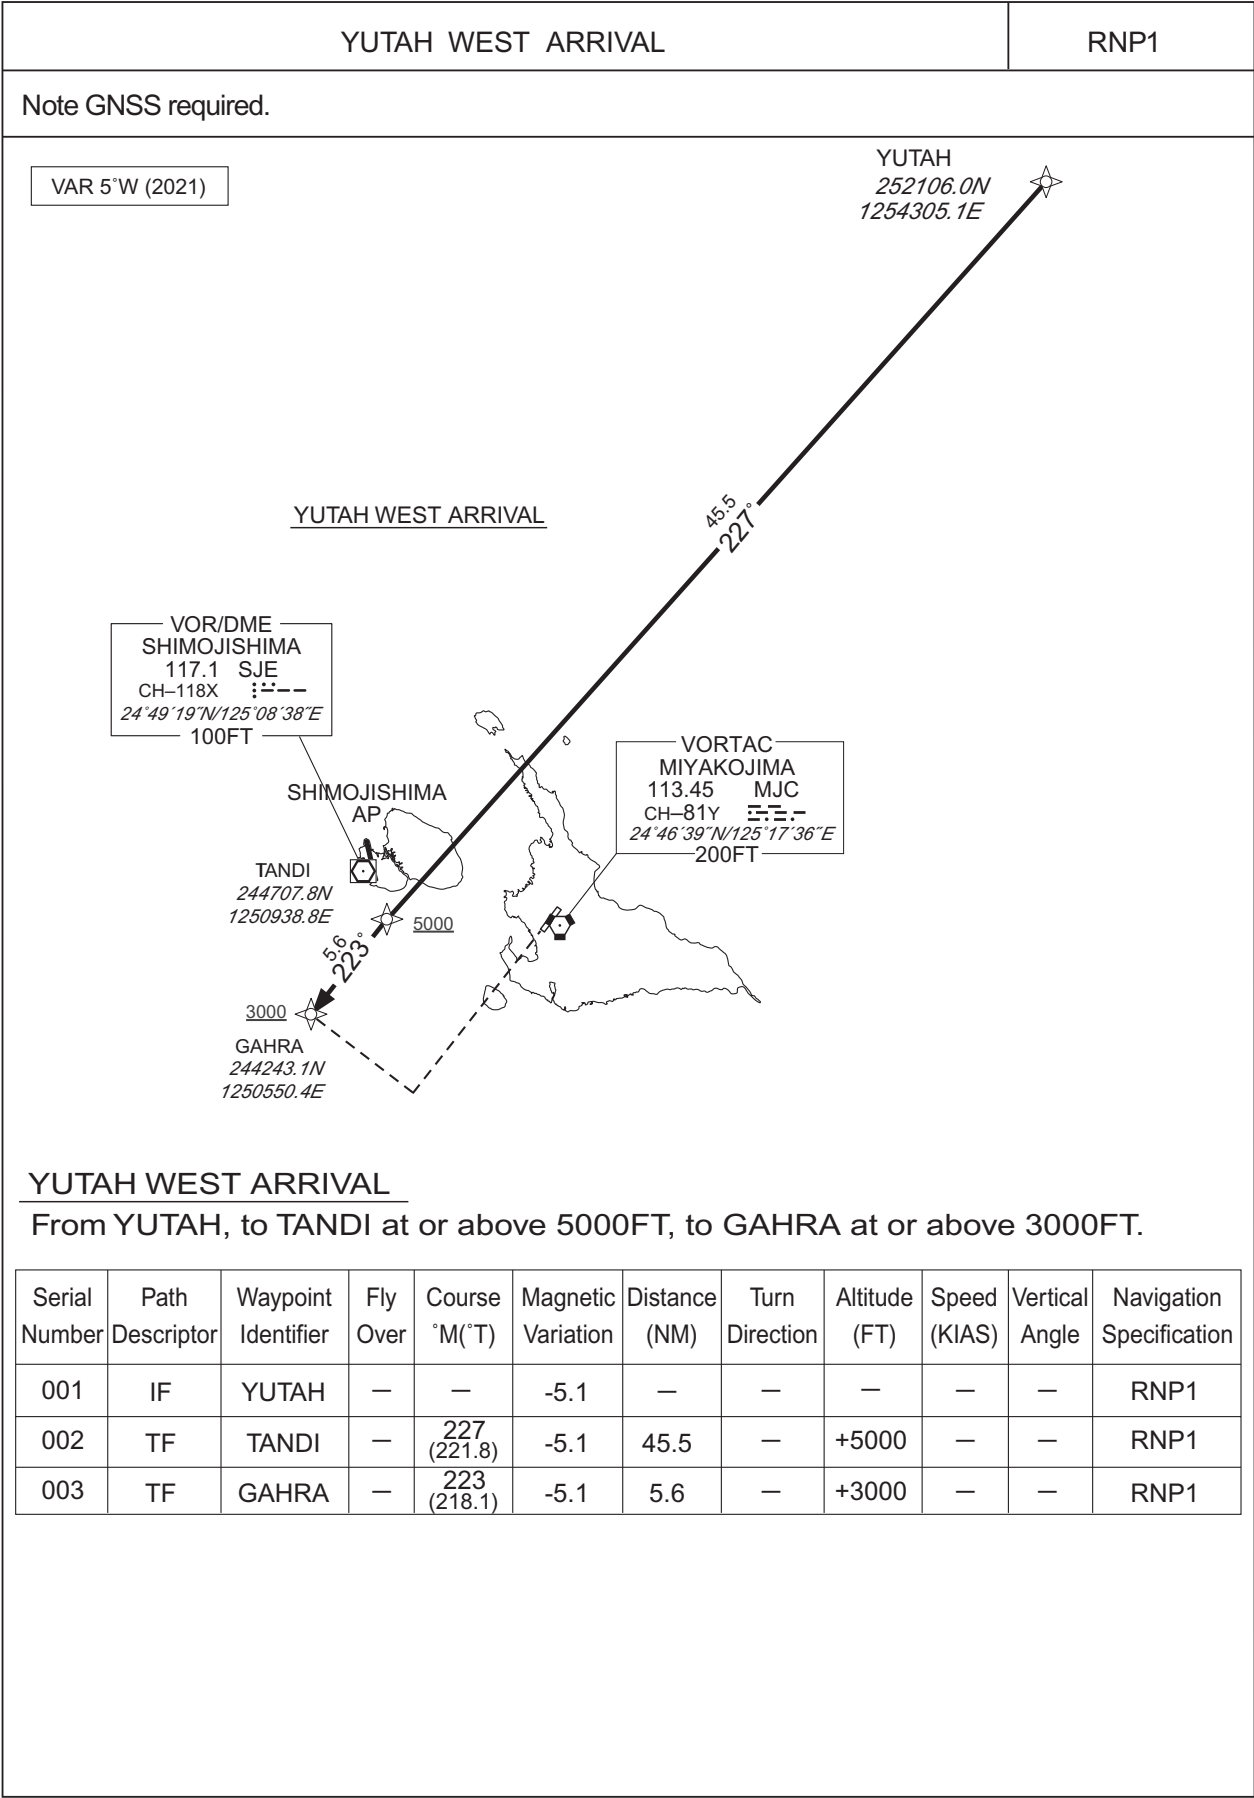 YUTAH WEST ARRIVAL
RNP1
Note GNSS required.
VAR 5˚W (2021)
YUTAH
252106.0N
1254305.1E
45.5
227˚
YUTAH WEST ARRIVAL
VOR/DME
SHIMOJISHIMA
117.1 SJE
CH–118X
24˚49´19˝N/125˚08´38˝E
100FT
VORTAC
MIYAKOJIMA
113.45 MJC
CH–81Y
24˚46´39˝N/125˚17´36˝E
200FT
SHIMOJISHIMA
AP
TANDI
244707.8N
1250938.8E
5000
5.6
223˚
3000
GAHRA
244243.1N
1250550.4E
YUTAH WEST ARRIVAL
From YUTAH, to TANDI at or above 5000FT, to GAHRA at or above 3000FT.
Serial Path Waypoint Fly Course Magnetic Distance Turn Altitude Speed Vertical Navigation
Number Descriptor Identifier Over ˚M(˚T) Variation (NM) Direction (FT) (KIAS) Angle Specification
001 IF YUTAH — — -5.1 — — — — — RNP1
002 TF TANDI — 227 -5.1 45.5 — +5000 — — RNP1
(221.8)
003 TF GAHRA — 223 -5.1 5.6 — +3000 — — RNP1
(218.1)